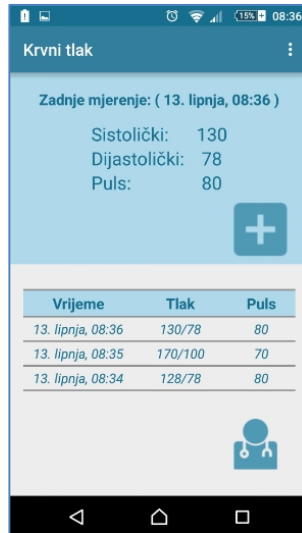 15% 08:36
Krvni tlak
Zadnje mjerenje: ( 13. lipnja, 08:36 )
Sistolički: 130
Dijastolički: 78
Puls: 80
Vrijeme Tlak Puls
13. lipnja, 08:36 130/78 80
13. lipnja, 08:35 170/100 70
13. lipnja, 08:34 128/78 80